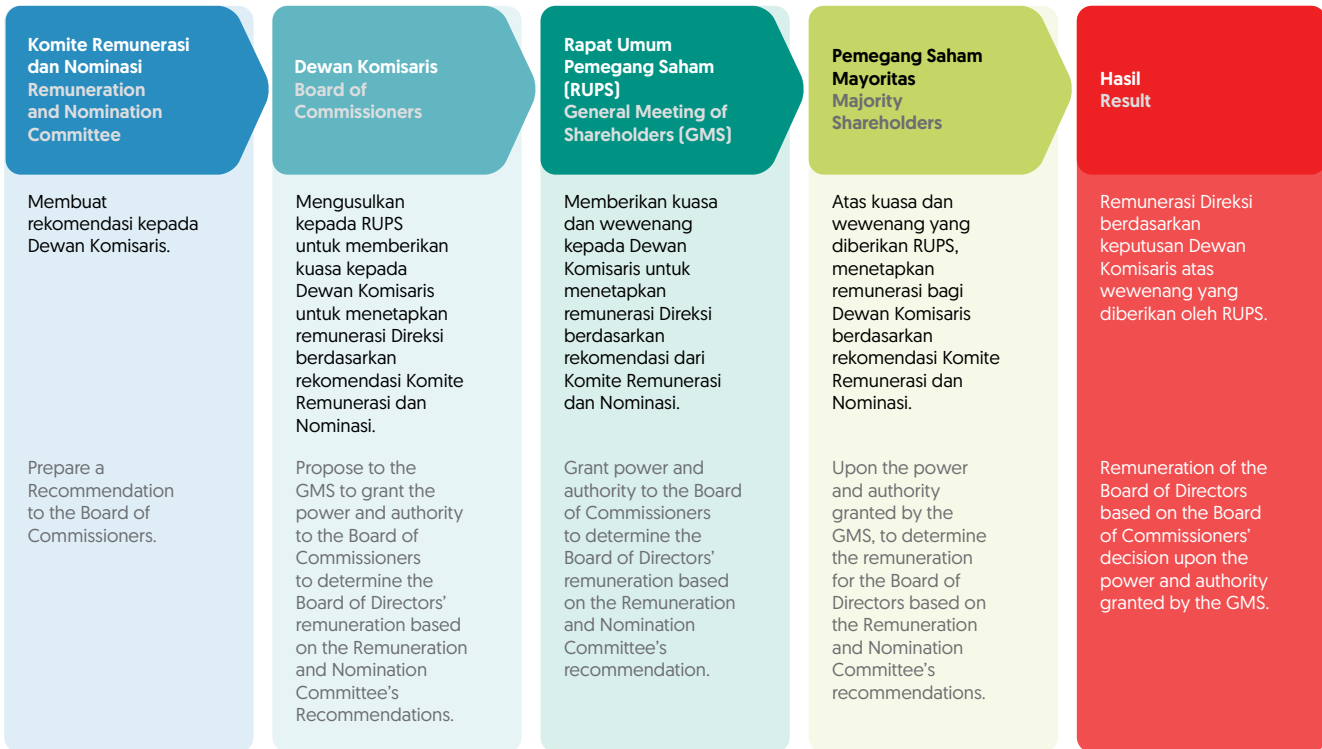 Komite Remunerasi
dan Nominasi
Remuneration
and Nomination
Committee
Membuat
rekomendasi kepada
Dewan Komisaris.
Prepare a
Recommendation
to the Board of
Commissioners.
Dewan Komisaris
Board of
Commissioners
Mengusulkan
kepada RUPS
untuk memberikan
kuasa kepada
Dewan Komisaris
untuk menetapkan
remunerasi Direksi
berdasarkan
rekomendasi Komite
Remunerasi dan
Nominasi.
Propose to the
GMS to grant the
power and authority
to the Board of
Commissioners
to determine the
Board of Directors’
remuneration based
on the Remuneration
and Nomination
Committee’s
Recommendations.
Rapat Umum
Pemegang Saham
(RUPS)
General Meeting of
Shareholders (GMS)
Memberikan kuasa
dan wewenang
kepada Dewan
Komisaris untuk
menetapkan
remunerasi Direksi
berdasarkan
rekomendasi dari
Komite Remunerasi
dan Nominasi.
Grant power and
authority to the Board
of Commissioners
to determine the
Board of Directors’
remuneration based
on the Remuneration
and Nomination
Committee’s
recommendation.
Pemegang Saham
Mayoritas
Majority
Shareholders
Atas kuasa dan
wewenang yang
diberikan RUPS,
menetapkan
remunerasi bagi
Dewan Komisaris
berdasarkan
rekomendasi Komite
Remunerasi dan
Nominasi.
Upon the power
and authority
granted by the
GMS, to determine
the remuneration
for the Board of
Directors based on
the Remuneration
and Nomination
Committee’s
recommendations.
Hasil
Result
Remunerasi Direksi
berdasarkan
keputusan Dewan
Komisaris atas
wewenang yang
diberikan oleh RUPS.
Remuneration of the
Board of Directors
based on the Board
of Commissioners’
decision upon the
power and authority
granted by the GMS.